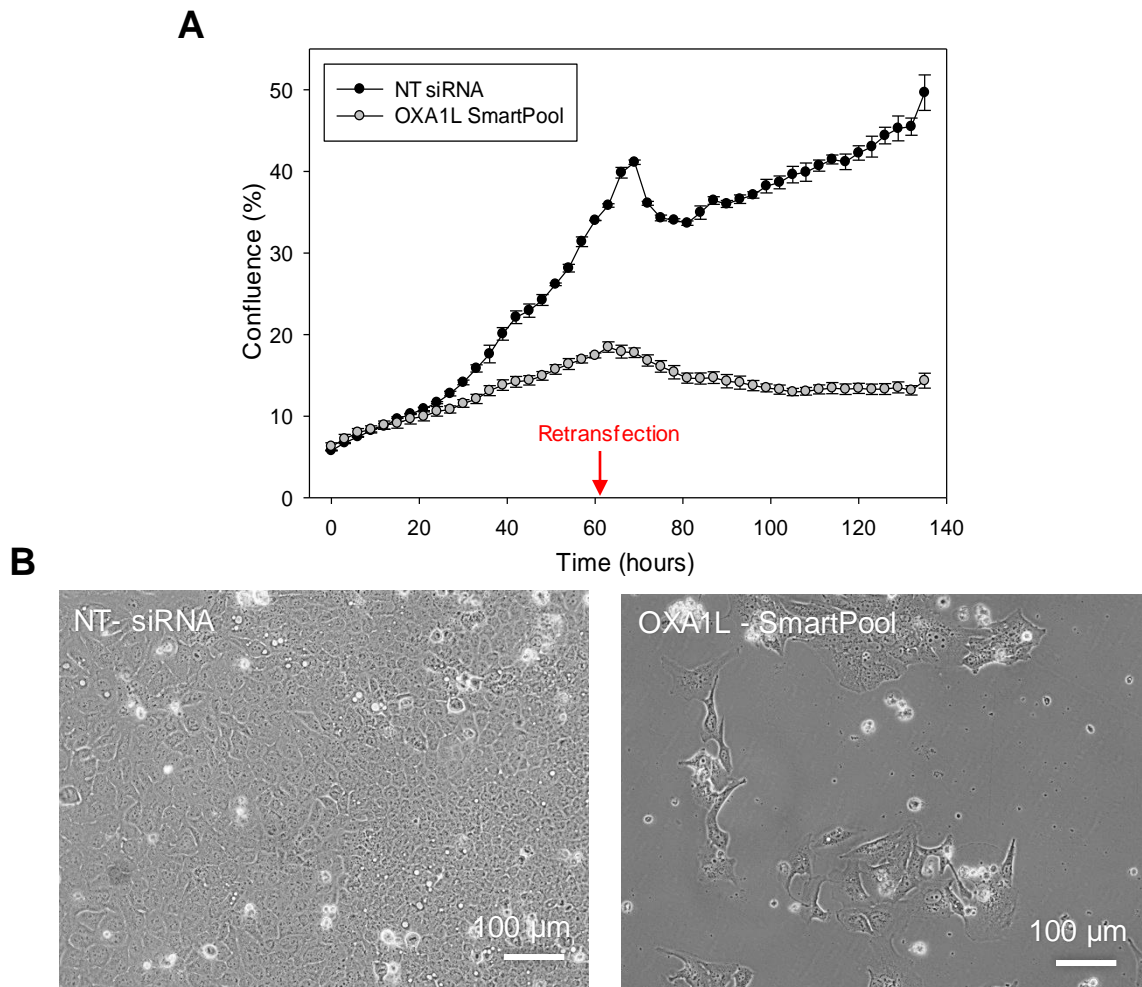 A
NT siRNA
OXA1L SmartPool
Confluence (%)
50
40
30
20
10
0
Retransfection
0 20 40 60 80 100 120 140
Time (hours)
B
NT- siRNA
OXA1L - SmartPool
100 µm
100 µm